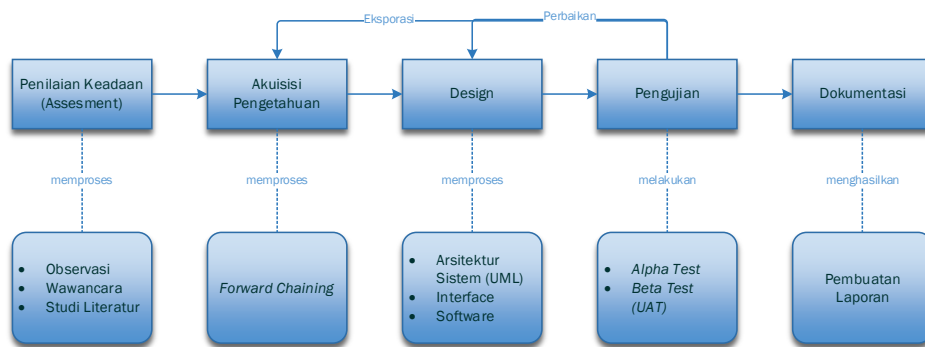 Eksporasi
Perbaikan
Penilaian Keadaan
(Assesment)
Akuisisi
Pengetahuan
Design
Pengujian
Dokumentasi
memproses
memproses
memproses
melakukan
menghasilkan
• Observasi
• Wawancara
• Studi Literatur
Forward Chaining
• Arsitektur
Sistem (UML)
• Interface
• Software
• Alpha Test
• Beta Test
(UAT)
Pembuatan
Laporan